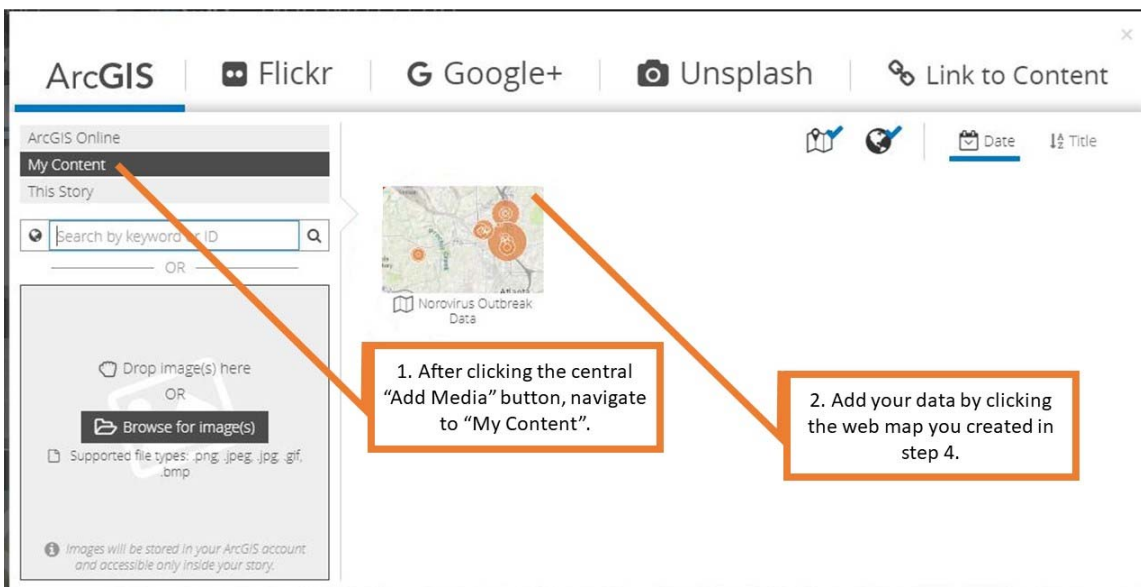 ArcGIS
Flickr
G Google+
Unsplash
Link to Content
ArcGIS Online
My Content
This Story
Search by keyword or ID
OR
Drop image(s) here
OR
Browse for image(s)
Supported file types: .png, .jpeg, .jpg, .gif,
.bmp
Images will be stored in your ArcGIS account
and accessible only inside your story.
Date
Title
Atlanta
Norovirus Outbreak
Data
1. After clicking the central
“Add Media” button, navigate
to “My Content”.
2. Add your data by clicking
the web map you created in
step 4.